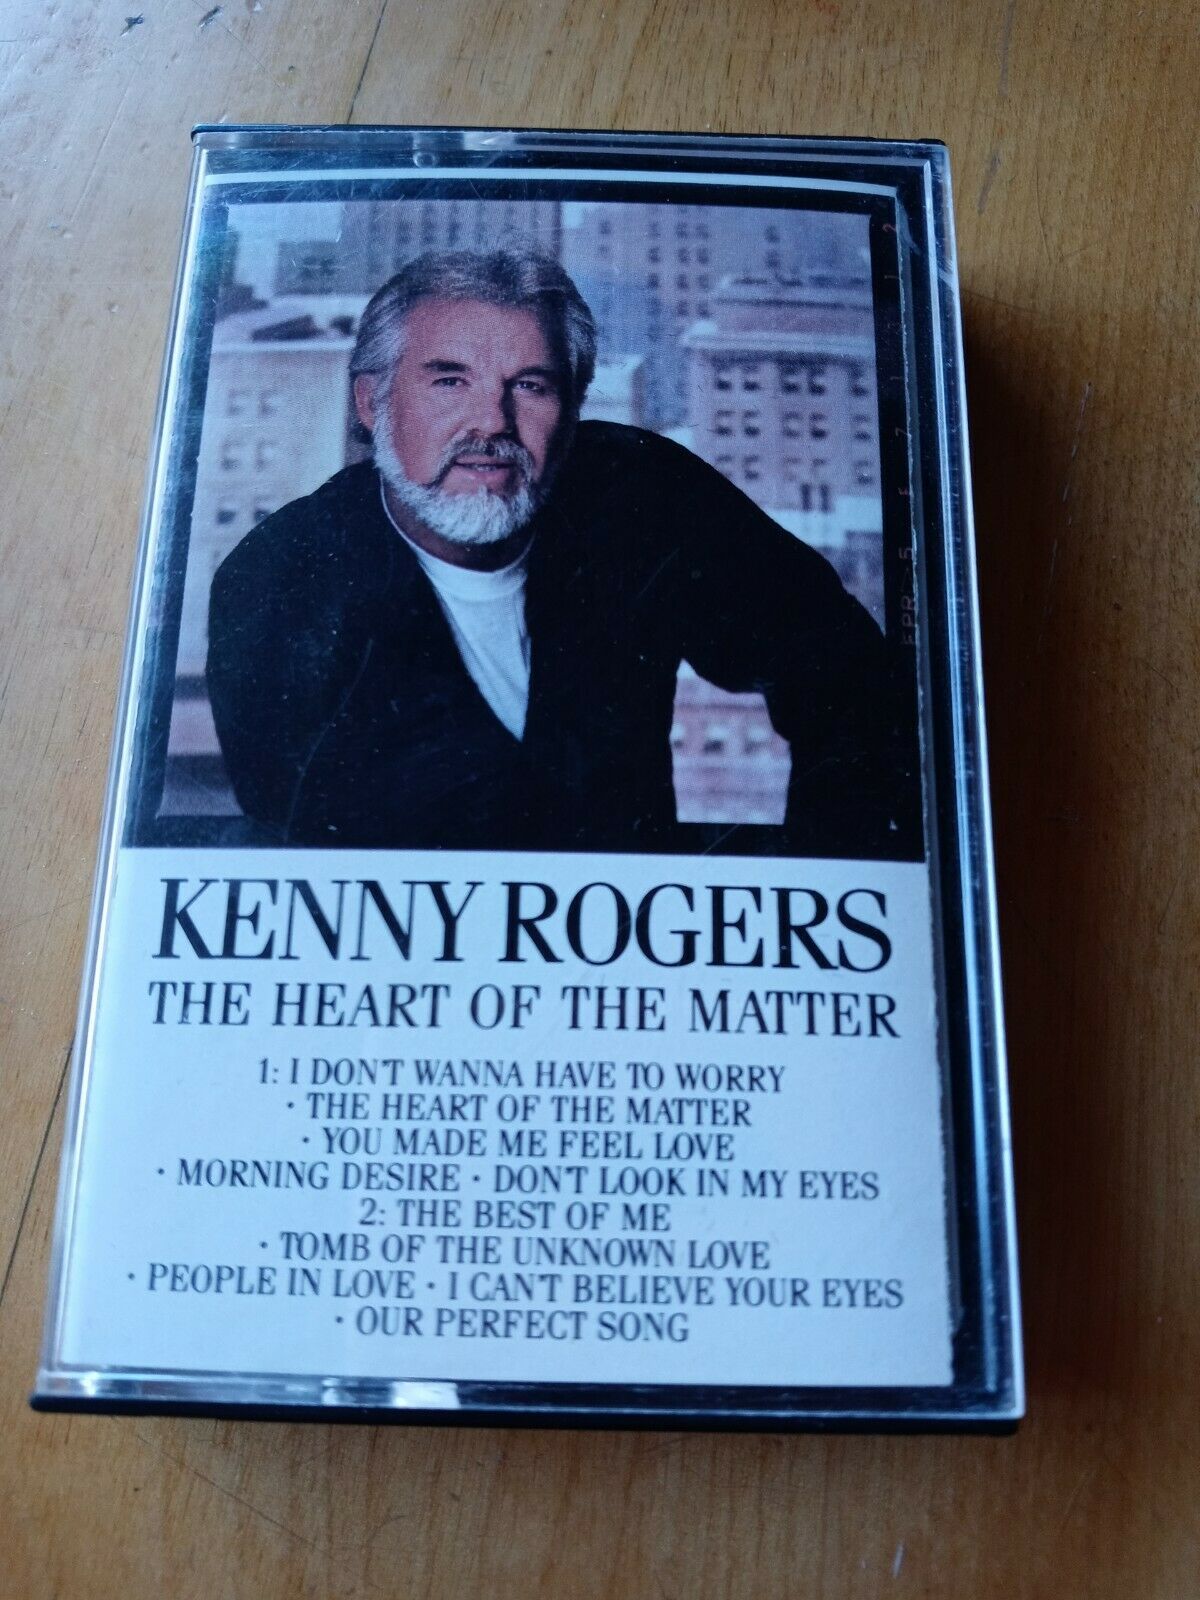 KENNY ROGERS
THE HEART OF THE MATTER
1: I DON'T WANNA HAVE TO WORRY
· THE HEART OF THE MATTER
· YOU MADE ME FEEL LOVE
· MORNING DESIRE · DON'T LOOK IN MY EYES
2: THE BEST OF ME
· TOMB OF THE UNKNOWN LOVE
· PEOPLE IN LOVE · I CAN'T BELIEVE YOUR EYES
· OUR PERFECT SONG